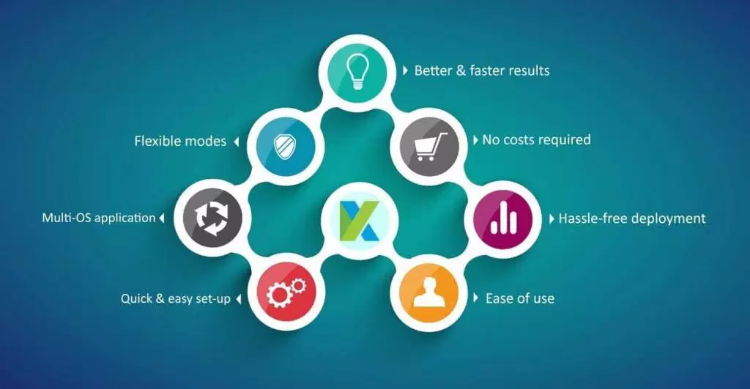 Better & faster results
Flexible modes
No costs required
Multi-OS application
Hassle-free deployment
Quick & easy set-up
Ease of use